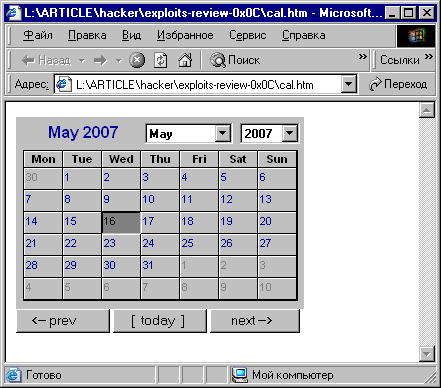 L:\ARTICLE\hacker\exploits-review-0x0C\cal.htm - Microsoft...
Файл Правка Вид Избранное Сервис Справка »
Назад Поиск » Ссылки »
Адрес: L:\ARTICLE\hacker\exploits-review-0x0C\cal.htm Переход
May 2007 May 2007
Mon Tue Wed Thu Fri Sat Sun
30 1 2 3 4 5 6
7 8 9 10 11 12 13
14 15 16 17 18 19 20
21 22 23 24 25 26 27
28 29 30 31 1 2 3
4 5 6 7 8 9 10
<-- prev [ today ] next -->
Готово Мой компьютер